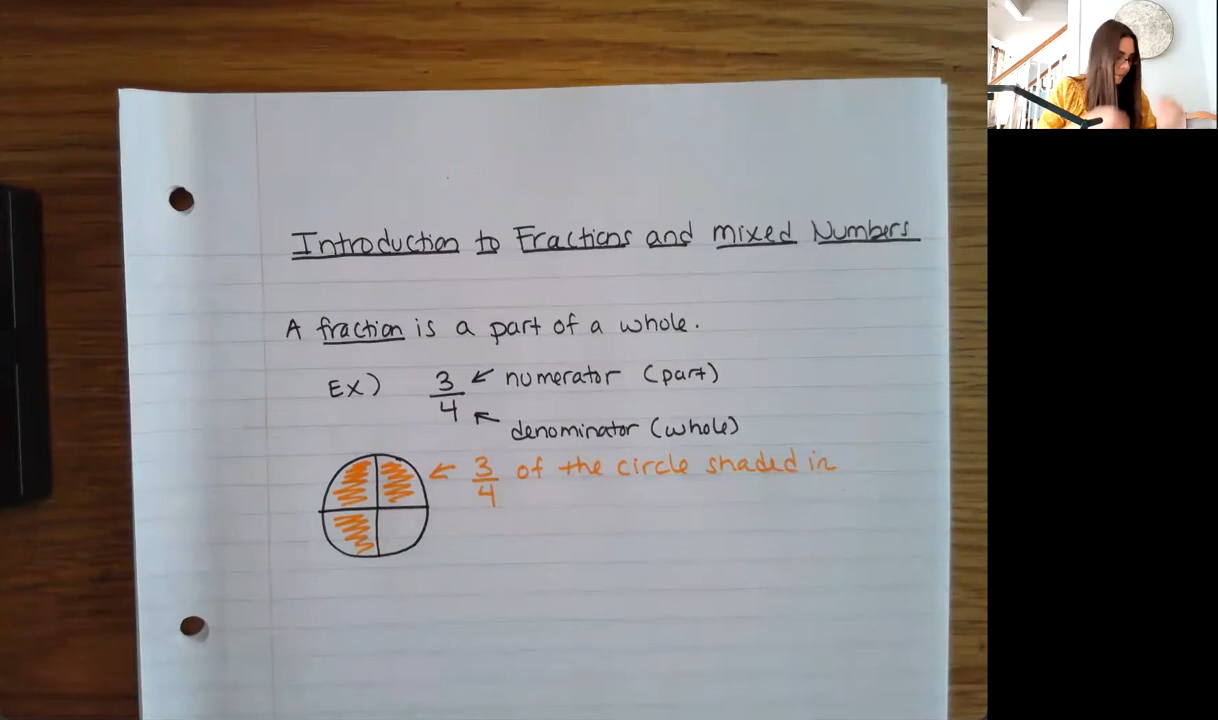 Introduction to Fractions and mixed Numbers
A fraction is a part of a whole.
Ex) 3/4 ← numerator (part)
↖ denominator (whole)
← 3/4 of the circle shaded in